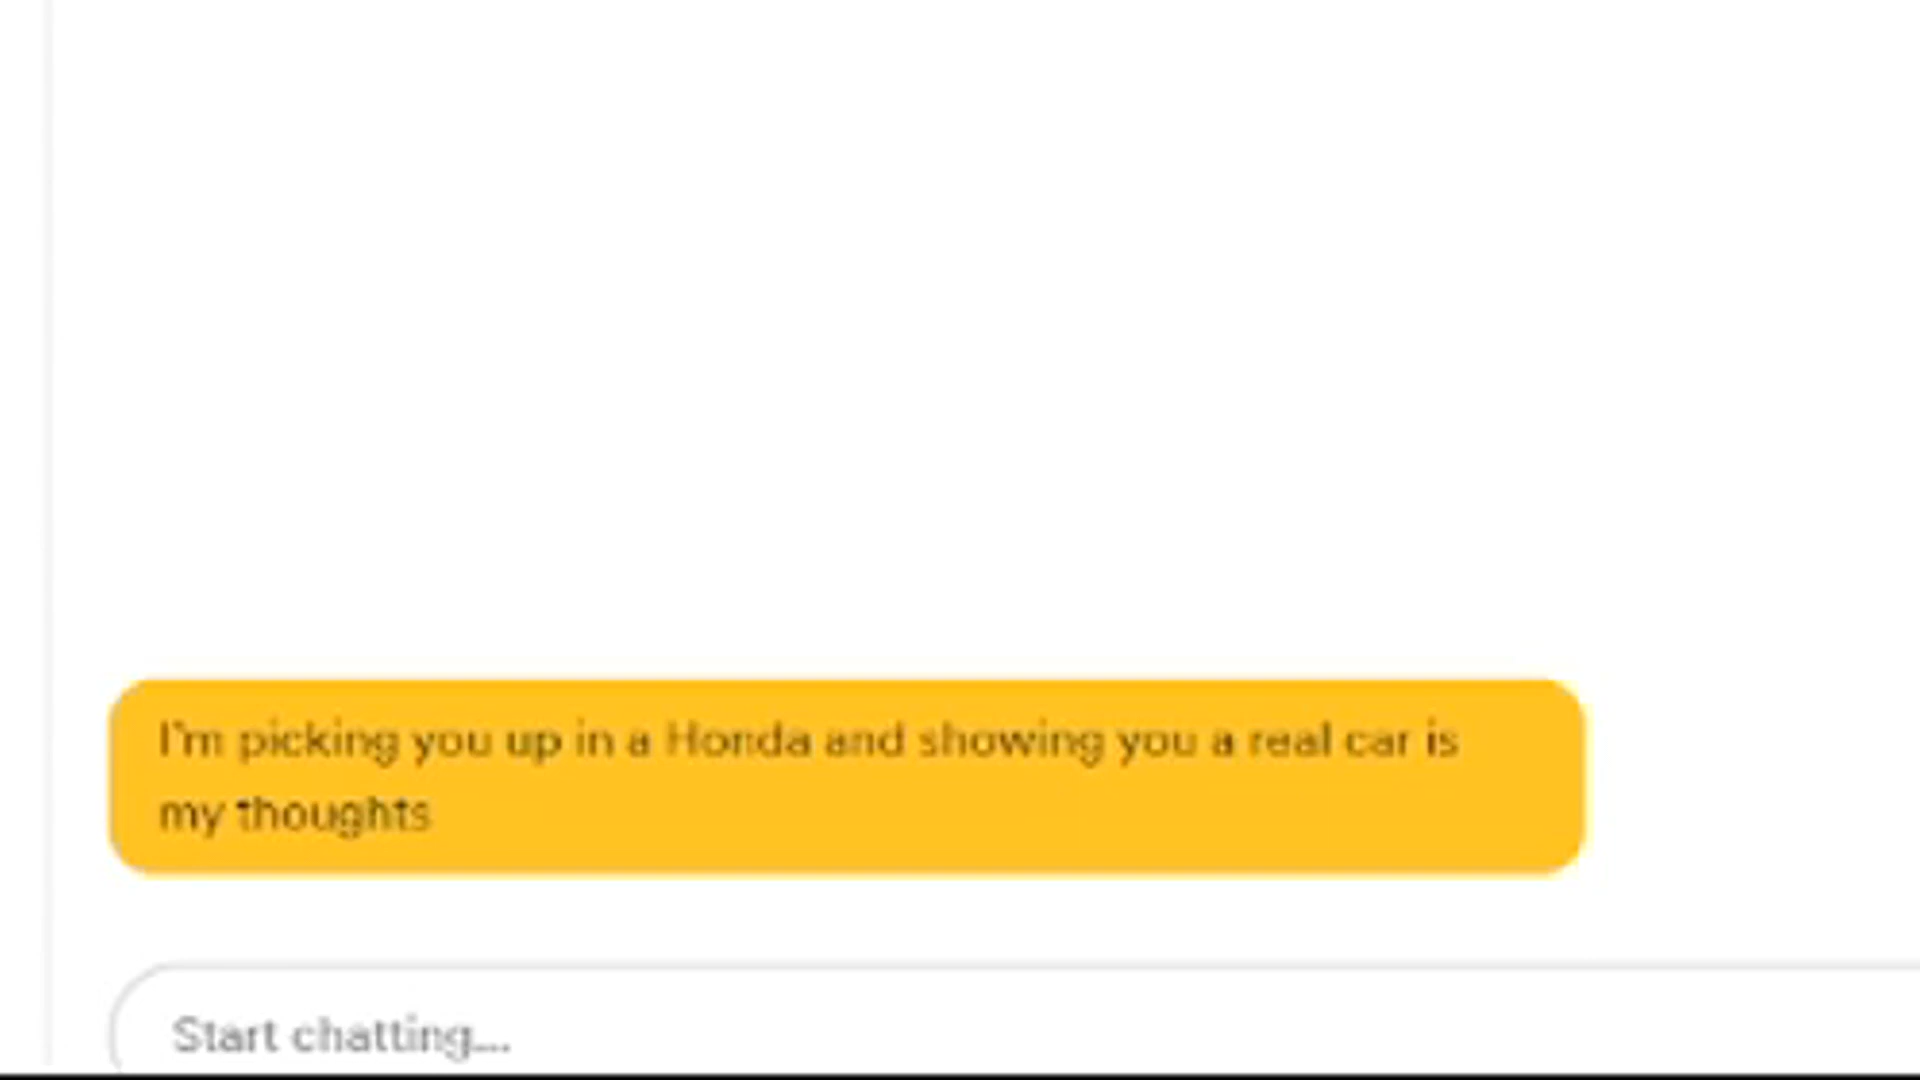 I'm picking you up in a Honda and showing you a real car is
my thoughts
Start chatting...